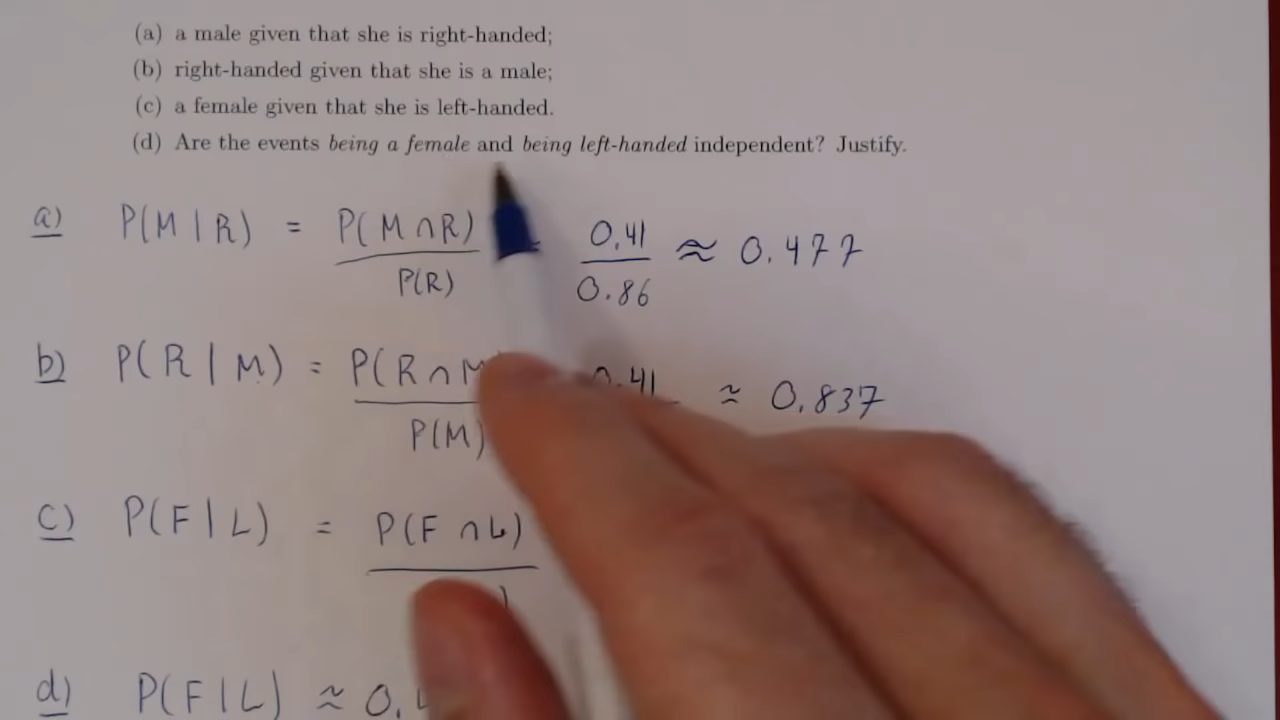 (a) a male given that she is right-handed;
(b) right-handed given that she is a male;
(c) a female given that she is left-handed.
(d) Are the events being a female and being left-handed independent? Justify.
a) P(M | R) = P(M ∩ R) / P(R) = 0.41 / 0.86 ≈ 0.477
b) P(R | M) = P(R ∩ M / P(M) 0.41 ≈ 0.837
c) P(F | L) = P(F ∩ L)
d) P(F | L) ≈ 0.